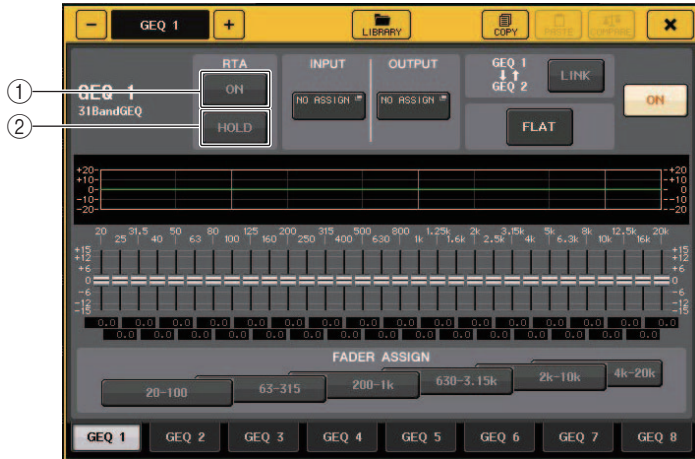 GEQ 1
LIBRARY
COPY
PASTE
COMPARE
①
②
GEQ 1
31BandGEQ
RTA
ON
HOLD
INPUT
NO ASSIGN
OUTPUT
NO ASSIGN
GEQ 1
GEQ 2
LINK
FLAT
ON
+20 +20
+10 +10
0 0
-10 -10
-20 -20
20 31.5 50 80 125 200 315 500 800 1.25k 2k 3.15k 5k 8k 12.5k 20k
25 40 63 100 160 250 400 630 1k 1.6k 2.5k 4k 6.3k 10k 16k
+15 +15
+12 +12
+6 +6
0 0
-6 -6
-12 -12
-15 -15
0.0 0.0 0.0 0.0 0.0 0.0 0.0 0.0 0.0 0.0 0.0 0.0 0.0 0.0 0.0 0.0
0.0 0.0 0.0 0.0 0.0 0.0 0.0 0.0 0.0 0.0 0.0 0.0 0.0 0.0 0.0
FADER ASSIGN
20-100 63-315 200-1k 630-3.15k 2k-10k 4k-20k
GEQ 1 GEQ 2 GEQ 3 GEQ 4 GEQ 5 GEQ 6 GEQ 7 GEQ 8